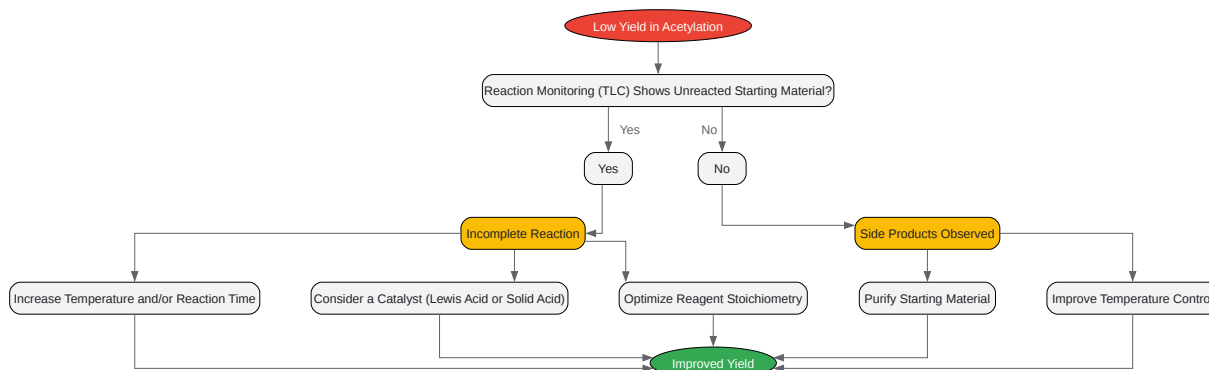 Low Yield in Acetylation
Reaction Monitoring (TLC) Shows Unreacted Starting Material?
Yes
No
Yes
No
Incomplete Reaction
Side Products Observed
Increase Temperature and/or Reaction Time
Consider a Catalyst (Lewis Acid or Solid Acid)
Optimize Reagent Stoichiometry
Purify Starting Material
Improve Temperature Contro
Improved Yield